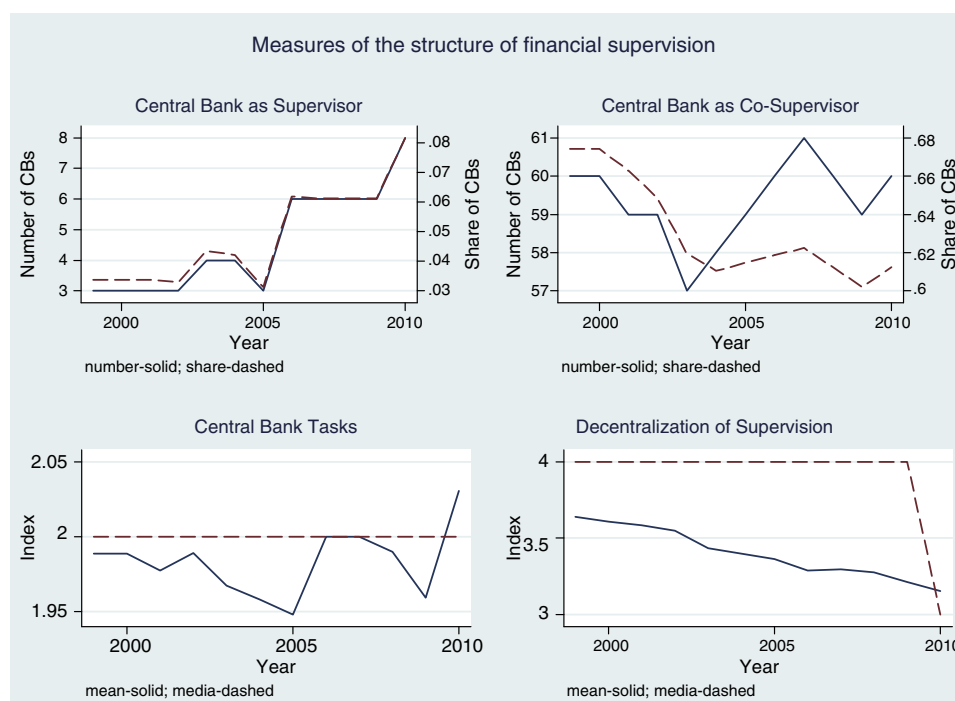 Measures of the structure of financial supervision
Central Bank as Supervisor
Number of CBs
8
7
6
5
4
3
.08
.07
.06
.05
.04
.03
Share of CBs
2000
2005
2010
Year
number-solid; share-dashed
Central Bank as Co-Supervisor
Number of CBs
61
60
59
58
57
.68
.66
.64
.62
.6
Share of CBs
2000
2005
2010
Year
number-solid; share-dashed
Central Bank Tasks
Index
2.05
2
1.95
2000
2005
2010
Year
mean-solid; media-dashed
Decentralization of Supervision
Index
4
3.5
3
2000
2005
2010
Year
mean-solid; media-dashed